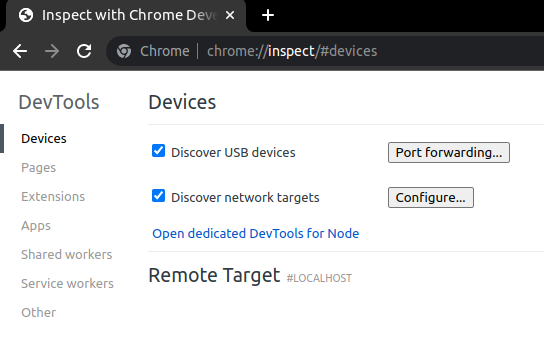 Inspect with Chrome Deve
Chrome | chrome://inspect/#devices
DevTools
Devices
Pages
Extensions
Apps
Shared workers
Service workers
Other
Devices
Discover USB devices Port forwarding...
Discover network targets Configure...
Open dedicated DevTools for Node
Remote Target #LOCALHOST